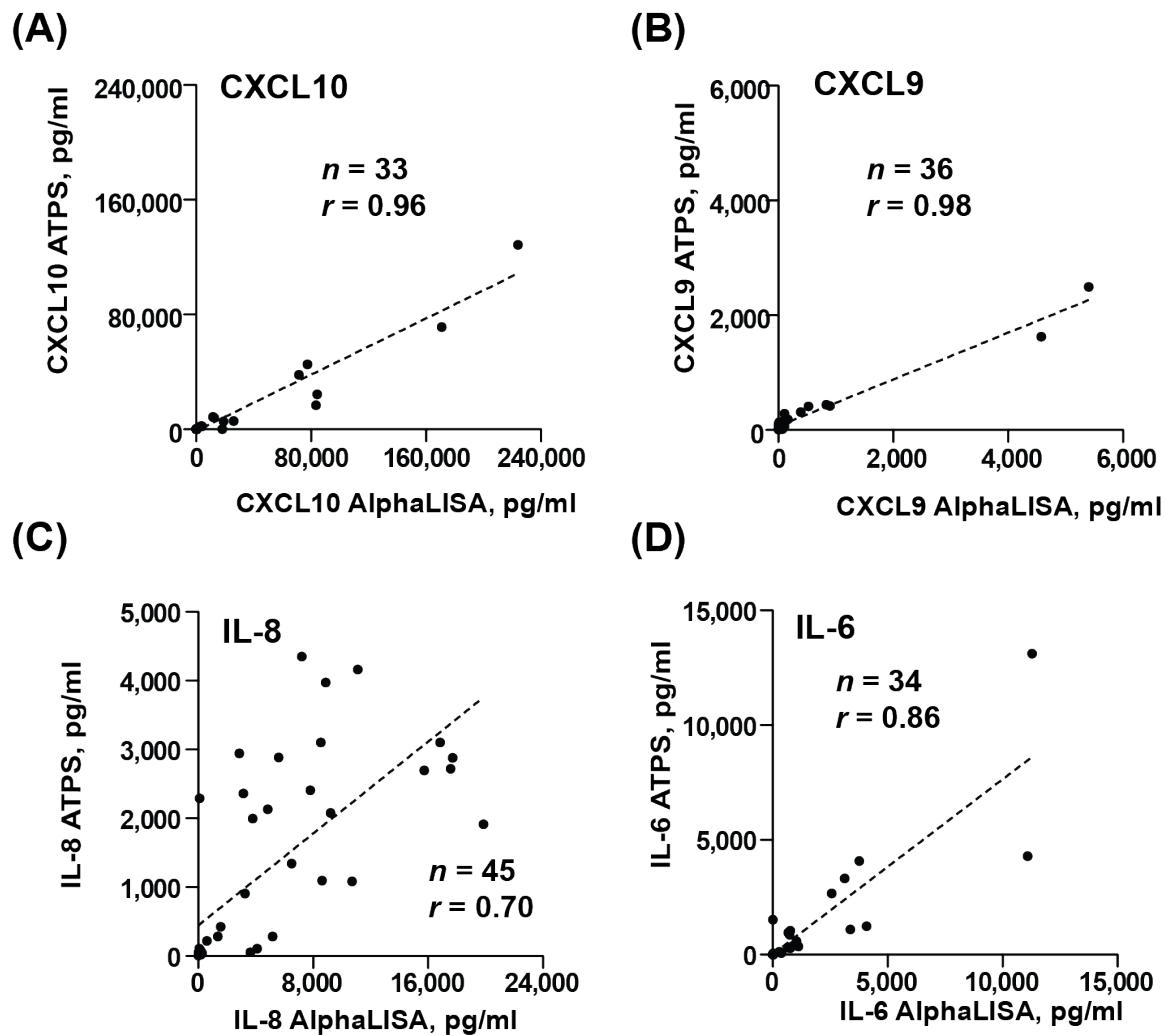 (A)
CXCL10
n = 33
r = 0.96
CXCL10 ATPS, pg/ml
240,000
160,000
80,000
0
0 80,000 160,000 240,000
CXCL10 AlphaLISA, pg/ml
(B)
CXCL9
n = 36
r = 0.98
CXCL9 ATPS, pg/ml
6,000
4,000
2,000
0
0 2,000 4,000 6,000
CXCL9 AlphaLISA, pg/ml
(C)
IL-8
n = 45
r = 0.70
IL-8 ATPS, pg/ml
5,000
4,000
3,000
2,000
1,000
0
0 8,000 16,000 24,000
IL-8 AlphaLISA, pg/ml
(D)
IL-6
n = 34
r = 0.86
IL-6 ATPS, pg/ml
15,000
10,000
5,000
0
0 5,000 10,000 15,000
IL-6 AlphaLISA, pg/ml